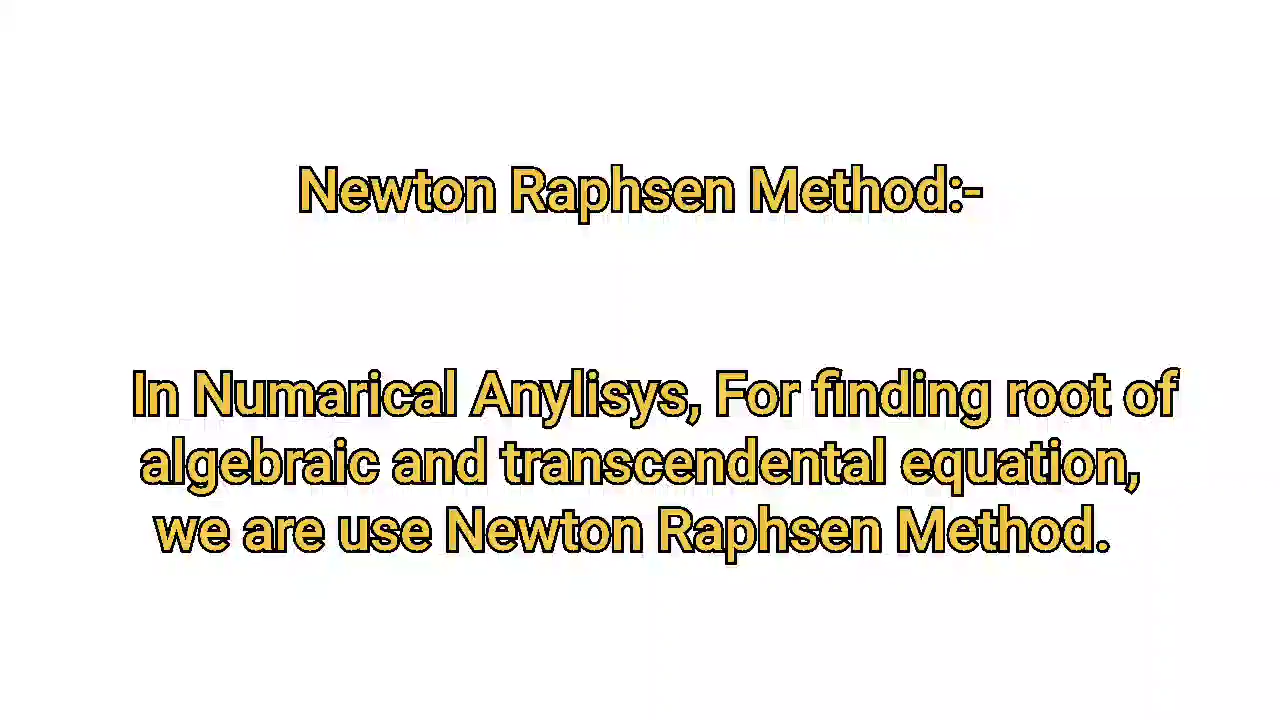 Newton Raphsen Method:-
In Numarical Anylisys, For finding root of
algebraic and transcendental equation,
we are use Newton Raphsen Method.